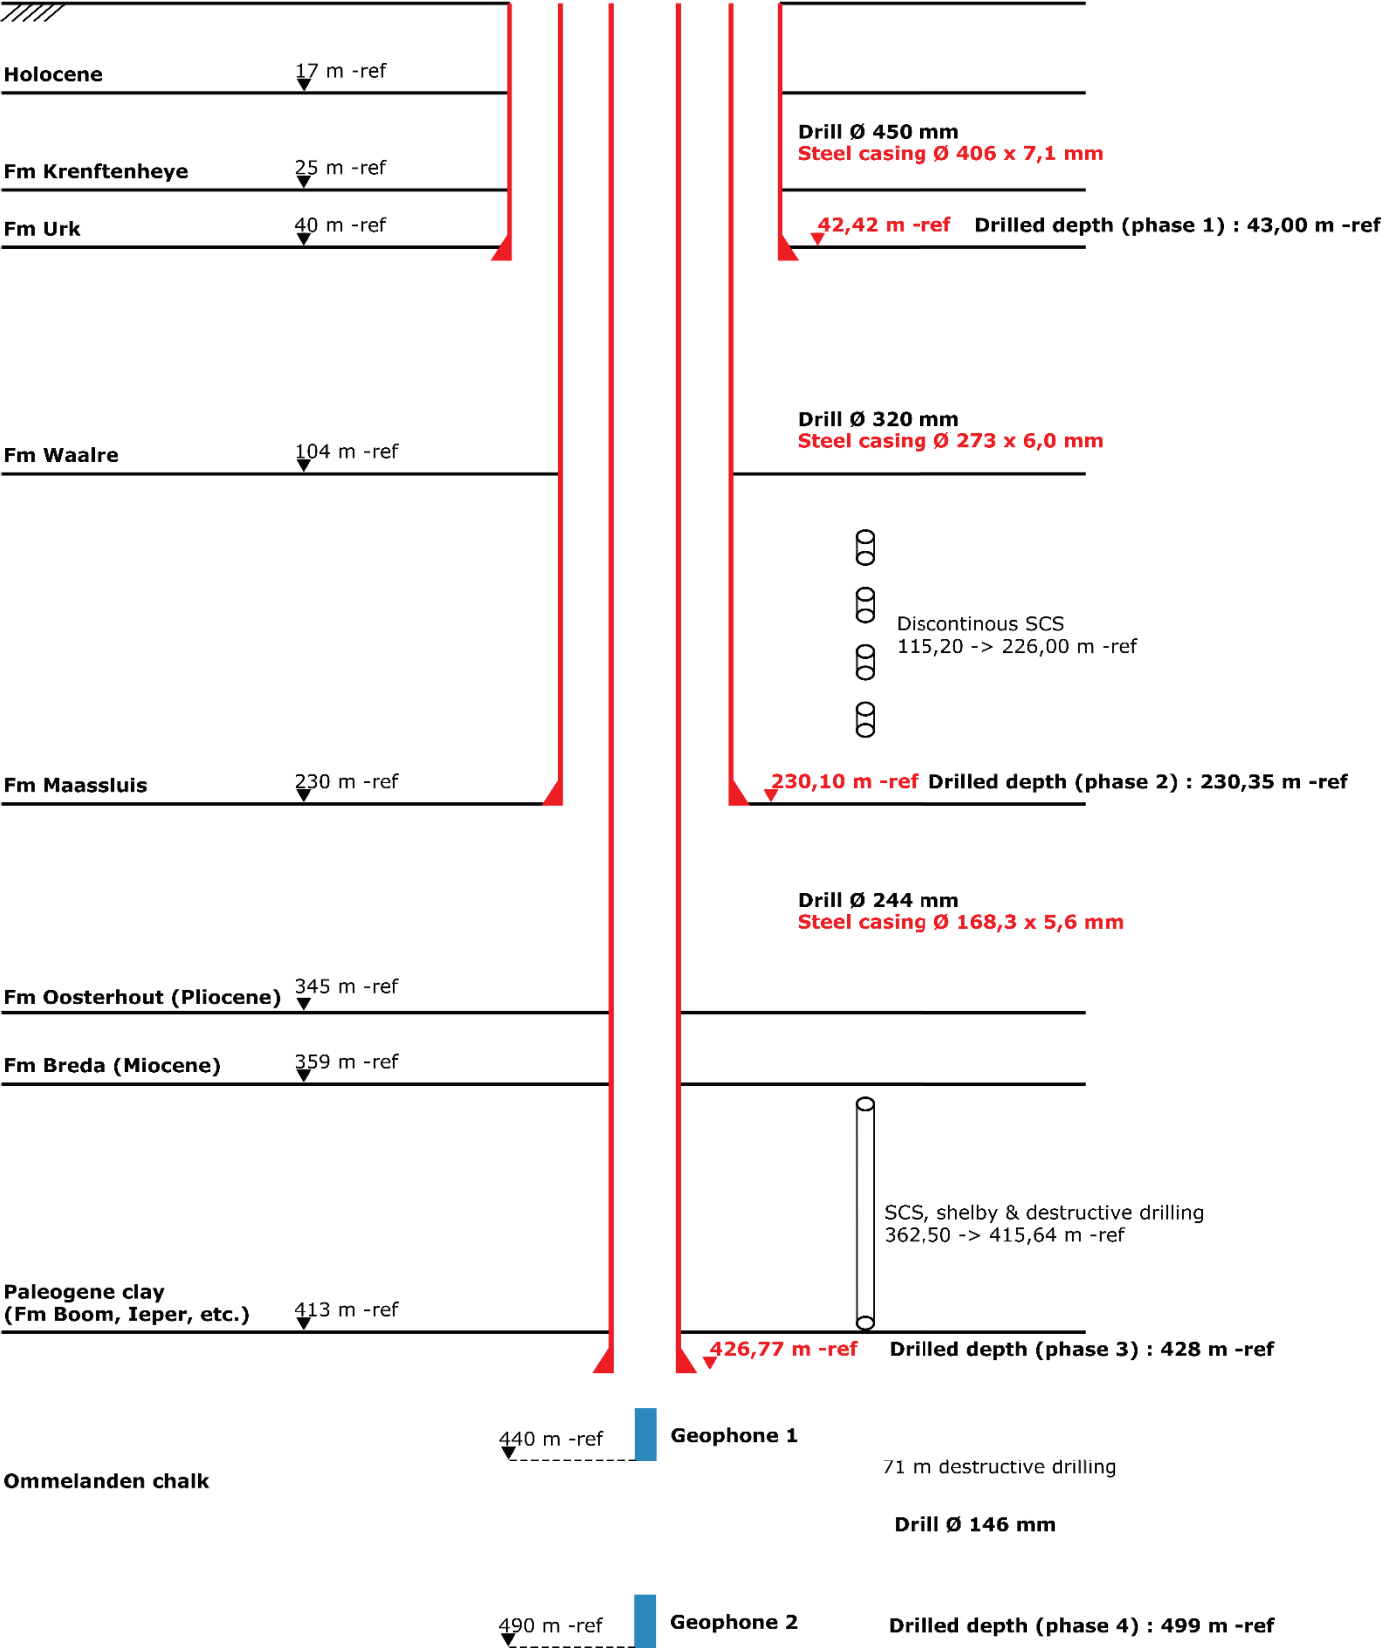 Holocene
17 m -ref
Drill Ø 450 mm
Steel casing Ø 406 x 7,1 mm
Fm Krenftenheye
25 m -ref
Fm Urk
40 m -ref
42,42 m -ref
Drilled depth (phase 1) : 43,00 m -ref
Drill Ø 320 mm
Steel casing Ø 273 x 6,0 mm
Fm Waalre
104 m -ref
Discontinous SCS
115,20 -> 226,00 m -ref
Fm Maassluis
230 m -ref
230,10 m -ref
Drilled depth (phase 2) : 230,35 m -ref
Drill Ø 244 mm
Steel casing Ø 168,3 x 5,6 mm
Fm Oosterhout (Pliocene)
345 m -ref
Fm Breda (Miocene)
359 m -ref
SCS, shelby & destructive drilling
362,50 -> 415,64 m -ref
Paleogene clay
(Fm Boom, Ieper, etc.)
413 m -ref
426,77 m -ref
Drilled depth (phase 3) : 428 m -ref
440 m -ref
Geophone 1
71 m destructive drilling
Ommelanden chalk
Drill Ø 146 mm
490 m -ref
Geophone 2
Drilled depth (phase 4) : 499 m -ref